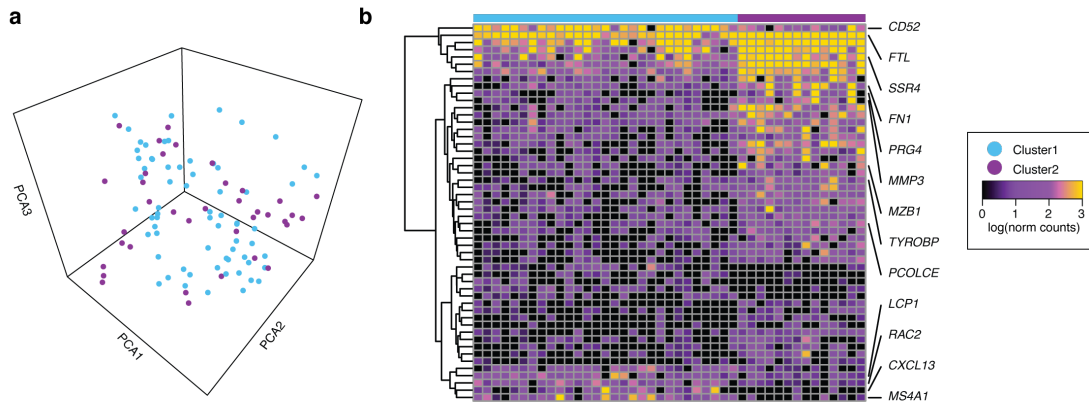 a
b
PCA3
PCA1
PCA2
CD52
FTL
SSR4
FN1
PRG4
MMP3
MZB1
TYROBP
PCOLCE
LCP1
RAC2
CXCL13
MS4A1
Cluster1
Cluster2
0 1 2 3
log(norm counts)